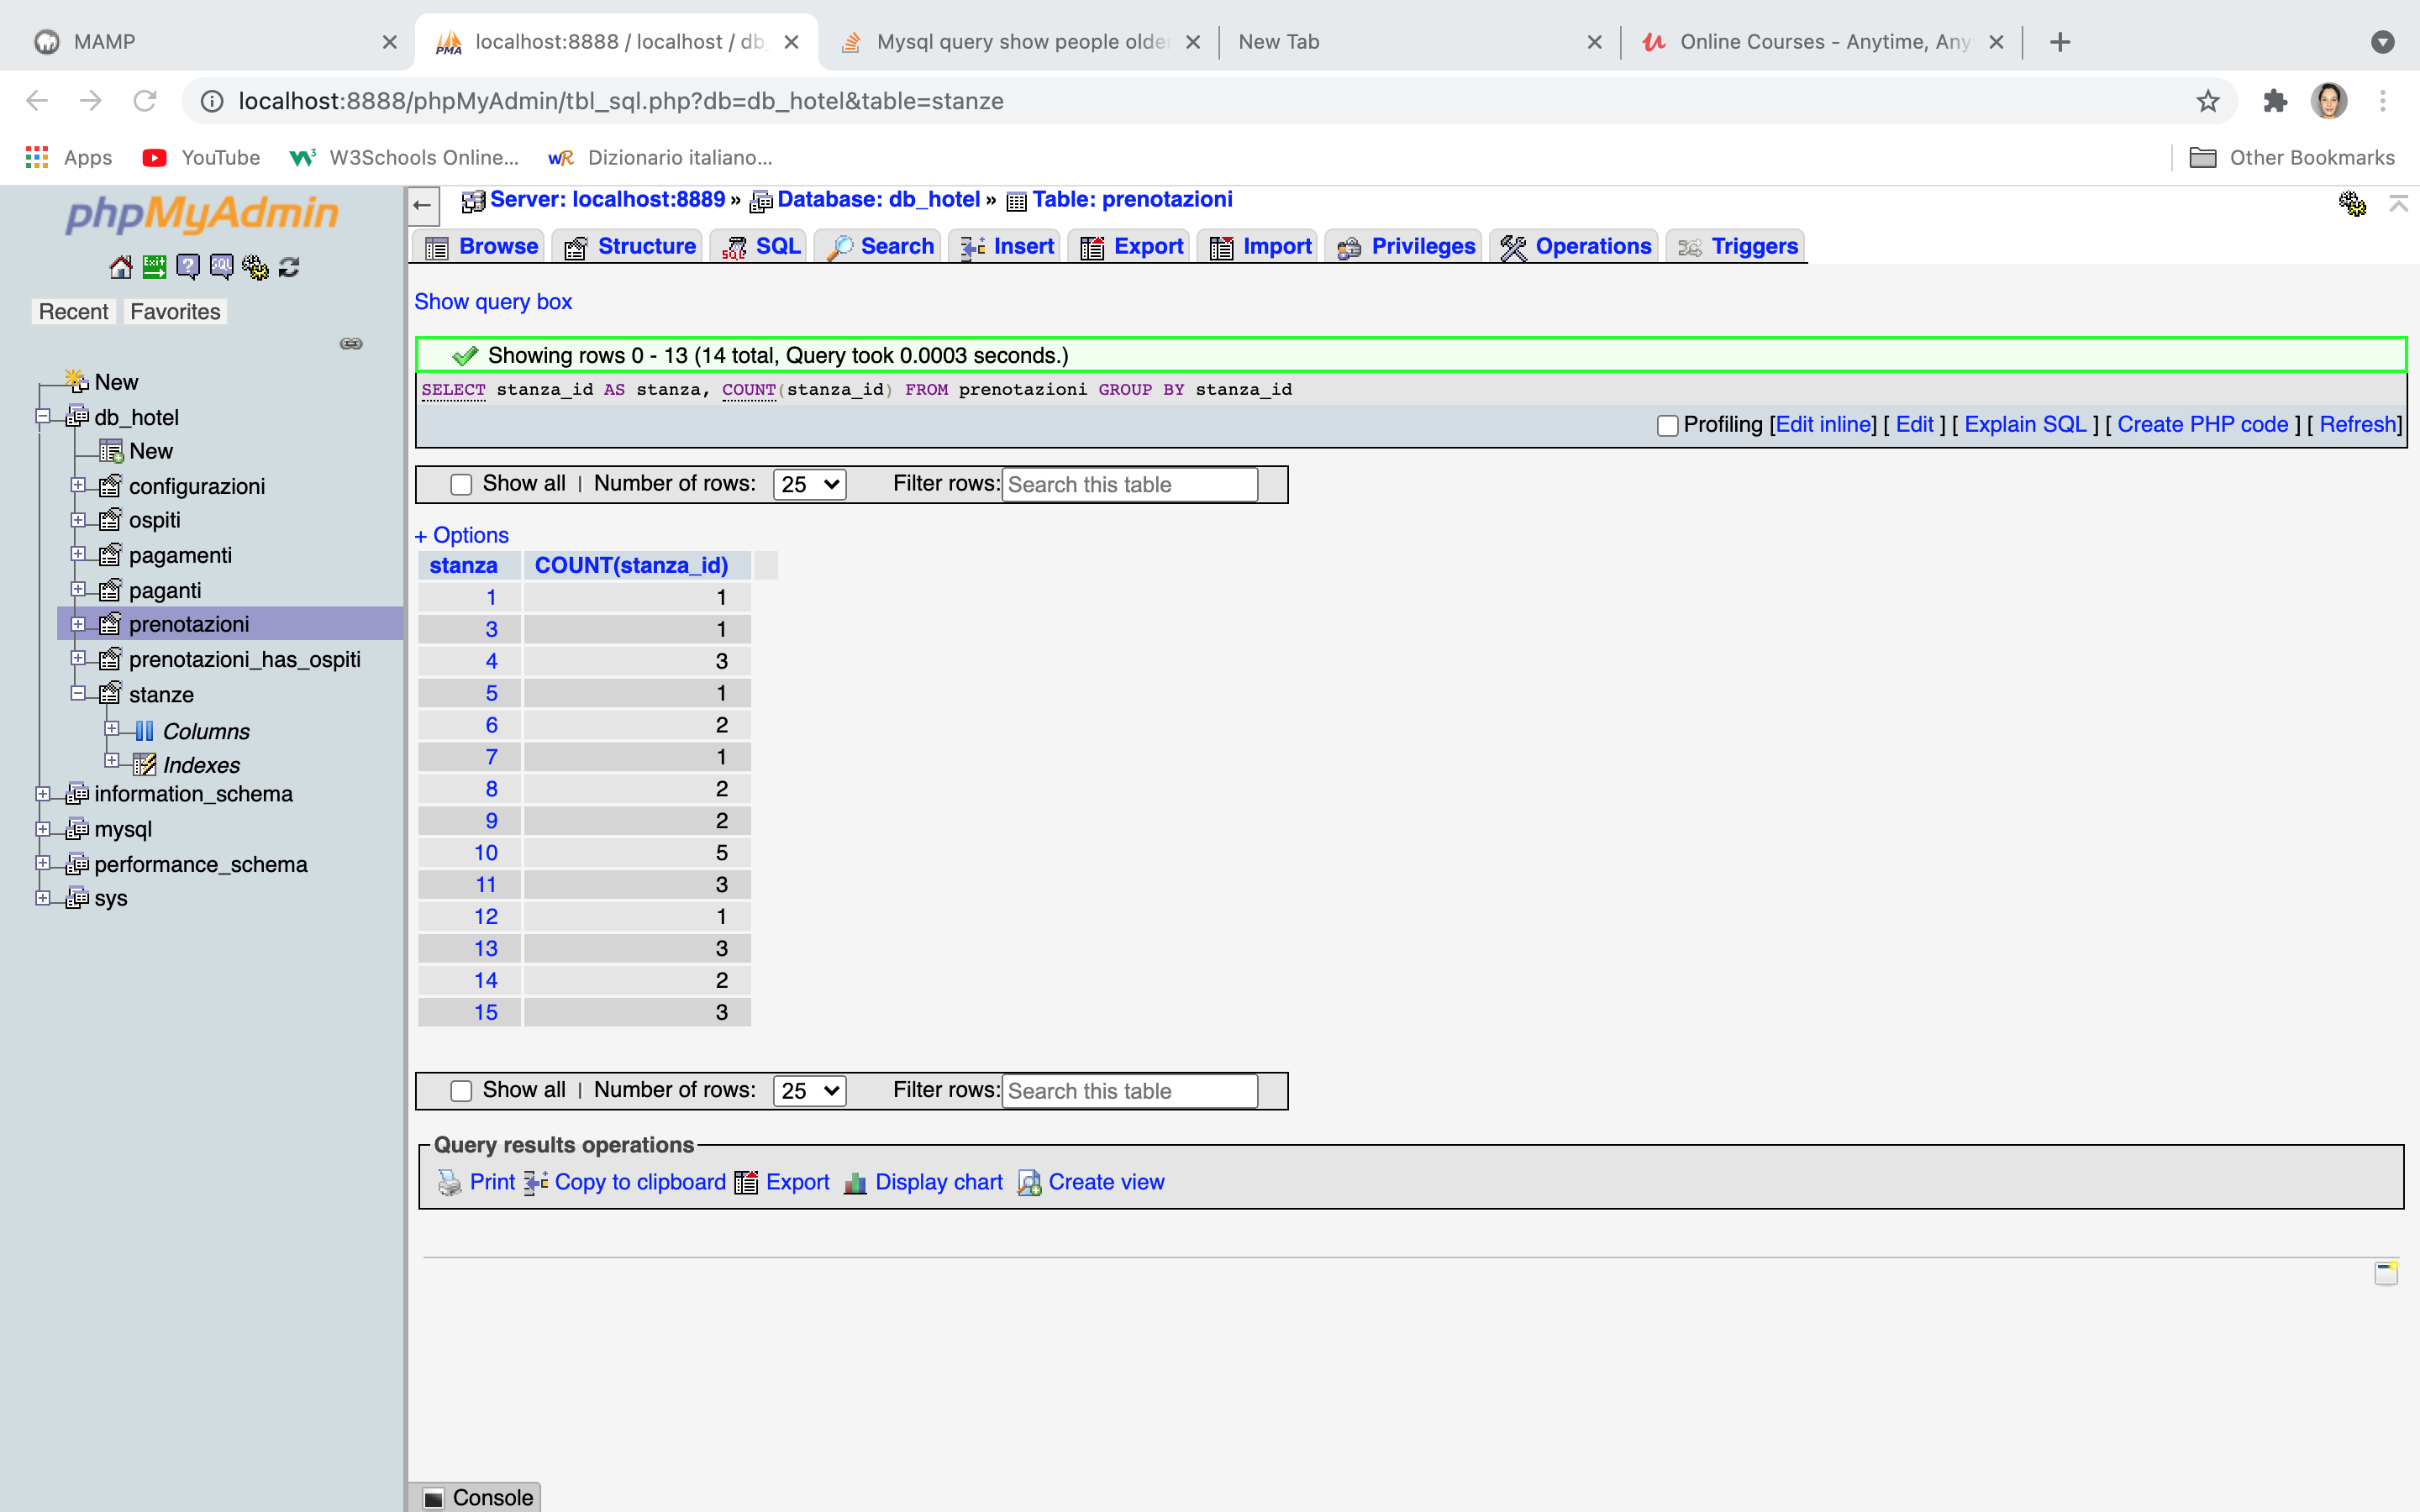 MAMP
localhost:8888 / localhost / db_
Mysql query show people older
New Tab
Online Courses - Anytime, Any
localhost:8888/phpMyAdmin/tbl_sql.php?db=db_hotel&table=stanze
Apps
YouTube
W3Schools Online...
Dizionario italiano...
Other Bookmarks
phpMyAdmin
Recent
Favorites
New
db_hotel
New
configurazioni
ospiti
pagamenti
paganti
prenotazioni
prenotazioni_has_ospiti
stanze
Columns
Indexes
information_schema
mysql
performance_schema
sys
Server: localhost:8889 » Database: db_hotel » Table: prenotazioni
Browse Structure SQL Search Insert Export Import Privileges Operations Triggers
Show query box
Showing rows 0 - 13 (14 total, Query took 0.0003 seconds.)
SELECT stanza_id AS stanza, COUNT(stanza_id) FROM prenotazioni GROUP BY stanza_id
Profiling [Edit inline] [ Edit ] [ Explain SQL ] [ Create PHP code ] [ Refresh]
Show all | Number of rows: 25 Filter rows: Search this table
+ Options
stanza COUNT(stanza_id)
1 1
3 1
4 3
5 1
6 2
7 1
8 2
9 2
10 5
11 3
12 1
13 3
14 2
15 3
Show all | Number of rows: 25 Filter rows: Search this table
Query results operations
Print Copy to clipboard Export Display chart Create view
Console